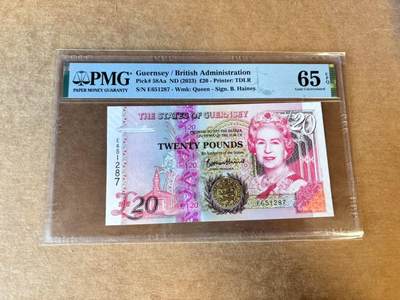 PMG
PAPER MONEY GUARANTY
Guernsey / British Administration
Pick# 58Aa ND (2023) £20 - Printer: TDLR
S/N E651287 - Wmk: Queen - Sign. B. Haines
65 EPQ
Gem Uncirculated
THE STATES OF GUERNSEY
£20
TWENTY POUNDS
E651287
£20
E651287